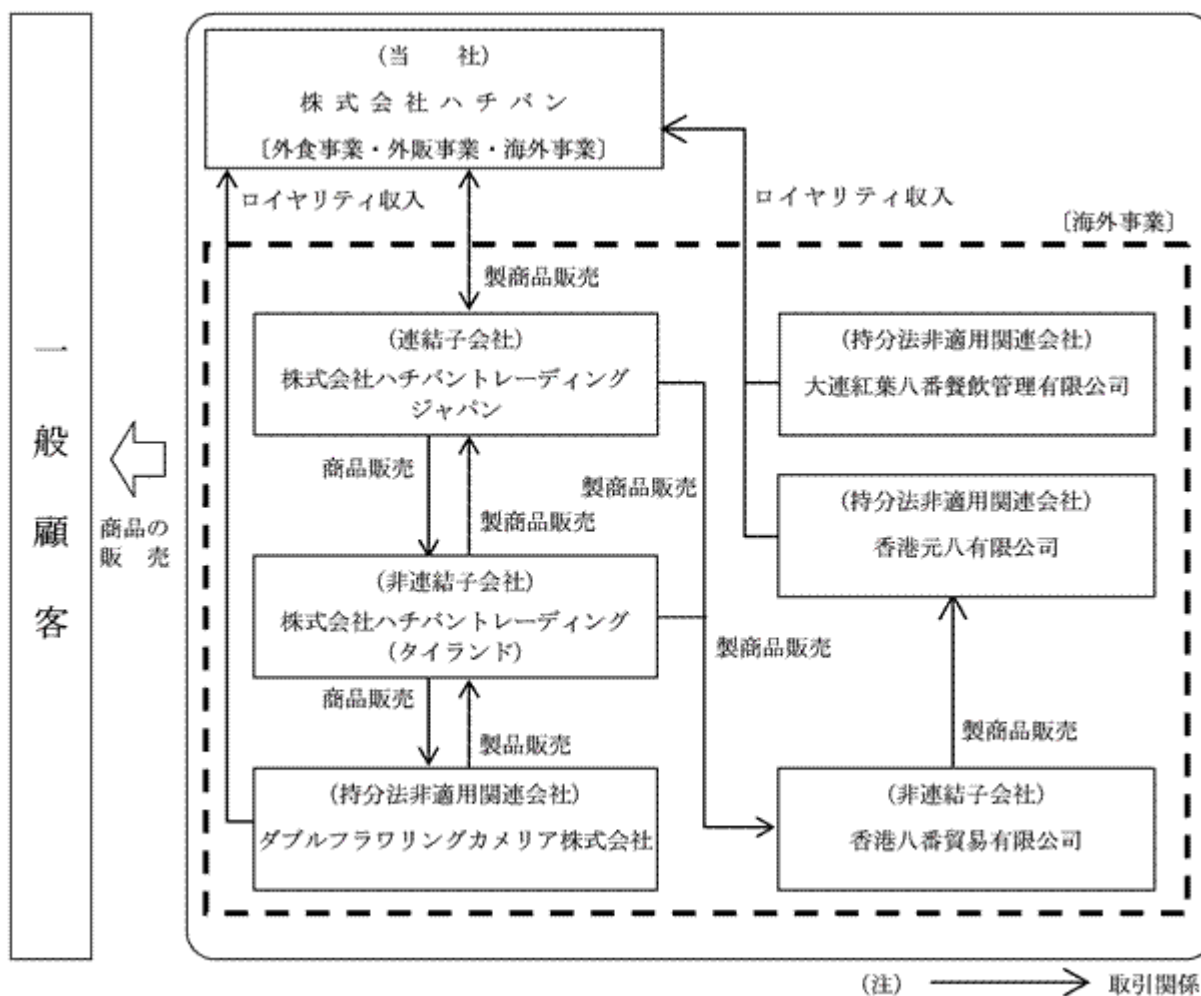 一般顧客
商品の
販　売
(当　　社)
株式会社ハチバン
〔外食事業・外販事業・海外事業〕
ロイヤリティ収入
ロイヤリティ収入
〔海外事業〕
製商品販売
(連結子会社)
株式会社ハチバントレーディング
ジャパン
(持分法非適用関連会社)
大連紅葉八番餐飲管理有限公司
商品販売
製商品販売
製商品販売
(持分法非適用関連会社)
香港元八有限公司
(非連結子会社)
株式会社ハチバントレーディング
(タイランド)
製商品販売
商品販売
製品販売
製商品販売
(持分法非適用関連会社)
ダブルフラワリングカメリア株式会社
(非連結子会社)
香港八番貿易有限公司
(注)
取引関係